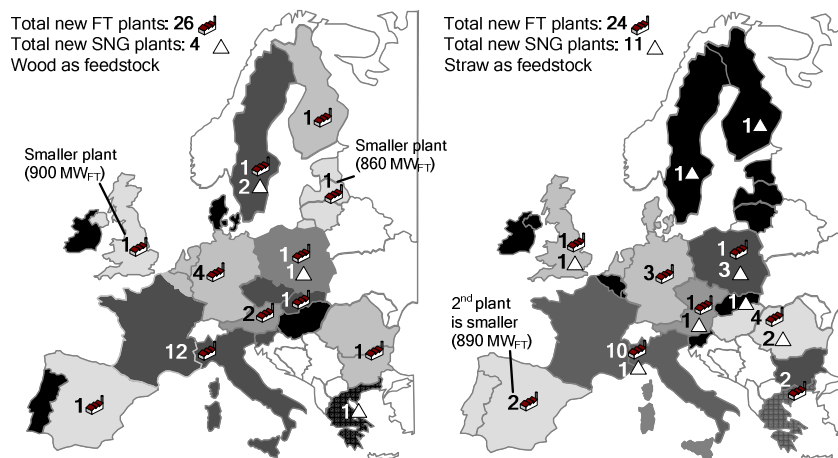 Total new FT plants: 26
Total new SNG plants: 4
Wood as feedstock
1
Smaller plant
(860 MWFT)
Smaller plant
(900 MWFT)
1
2
1
1
1
1
4
1
2
12
1
1
1
Total new FT plants: 24
Total new SNG plants: 11
Straw as feedstock
1
1
1
1
1
3
3
1
1
1
2nd plant
is smaller
(890 MWFT)
4
2
10
1
2
2